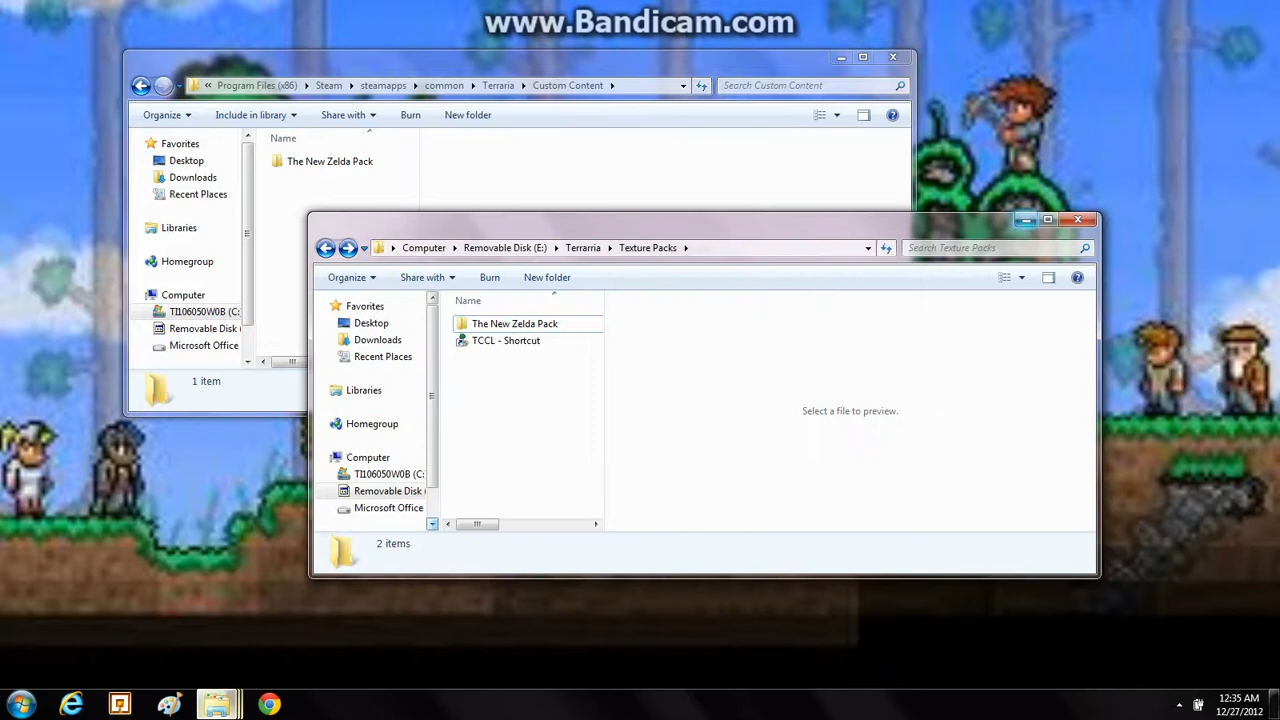 www.Bandicam.com
« Program Files (x86) Steam steamapps common Terraria Custom Content
Search Custom Content
Organize Include in library Share with Burn New folder
Name
Favorites
Desktop
Downloads
Recent Places
Libraries
Homegroup
Computer
TI106050W0B (C:
Removable Disk (
Microsoft Office
The New Zelda Pack
1 item
Computer Removable Disk (E:) Terrarria Texture Packs
Search Texture Packs
Organize Share with Burn New folder
Name
Favorites
Desktop
Downloads
Recent Places
Libraries
Homegroup
Computer
TI106050W0B (C:
Removable Disk (
Microsoft Office
The New Zelda Pack
TCCL - Shortcut
Select a file to preview.
2 items
12:35 AM
12/27/2012